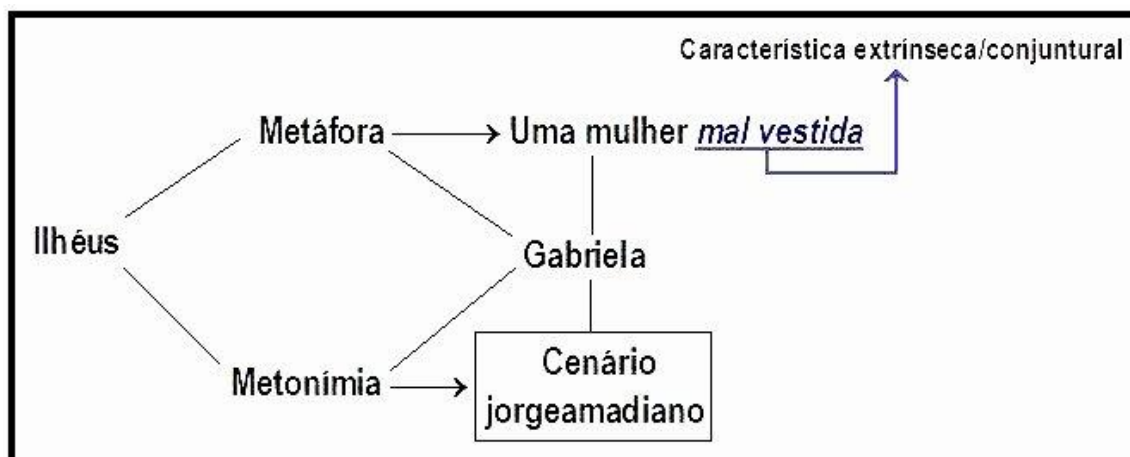 Característica extrínseca/conjuntural
Metáfora
Uma mulher mal vestida
Ilhéus
Gabriela
Metonímia
Cenário
jorgeamadiano